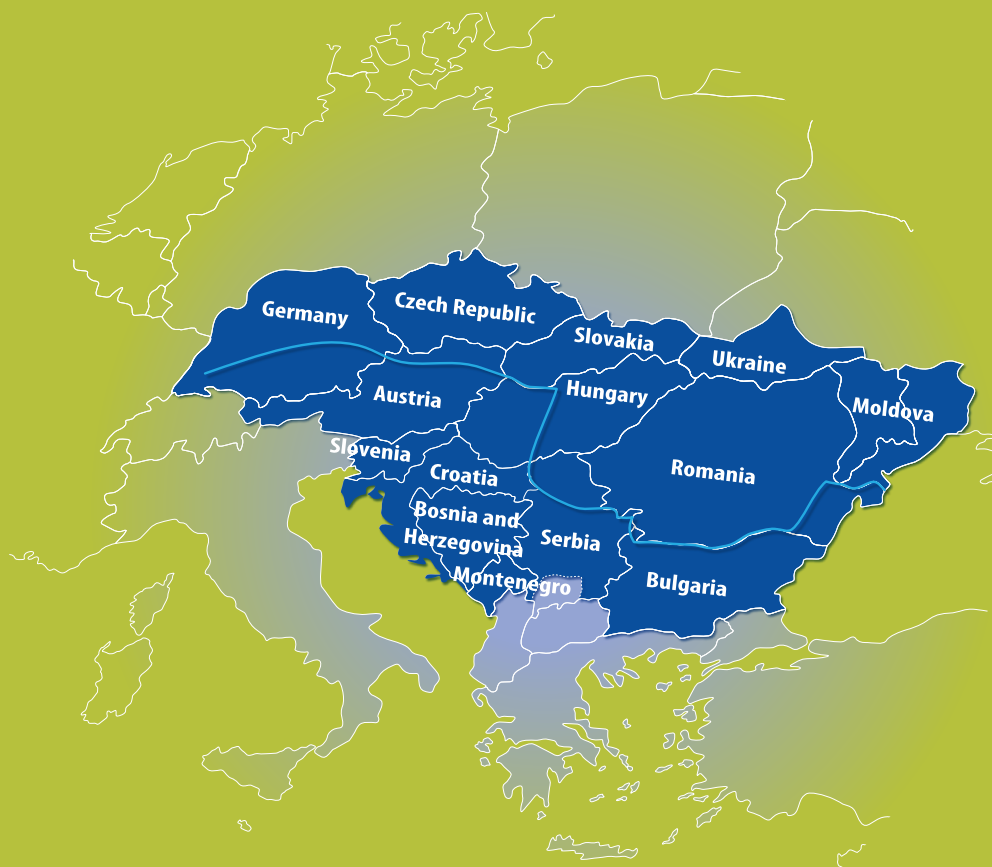 Czech Republic
Germany
Slovakia
Ukraine
Hungary
Austria
Moldova
Slovenia
Romania
Croatia
Bosnia and
Herzegovina
Serbia
Montenegro
Bulgaria